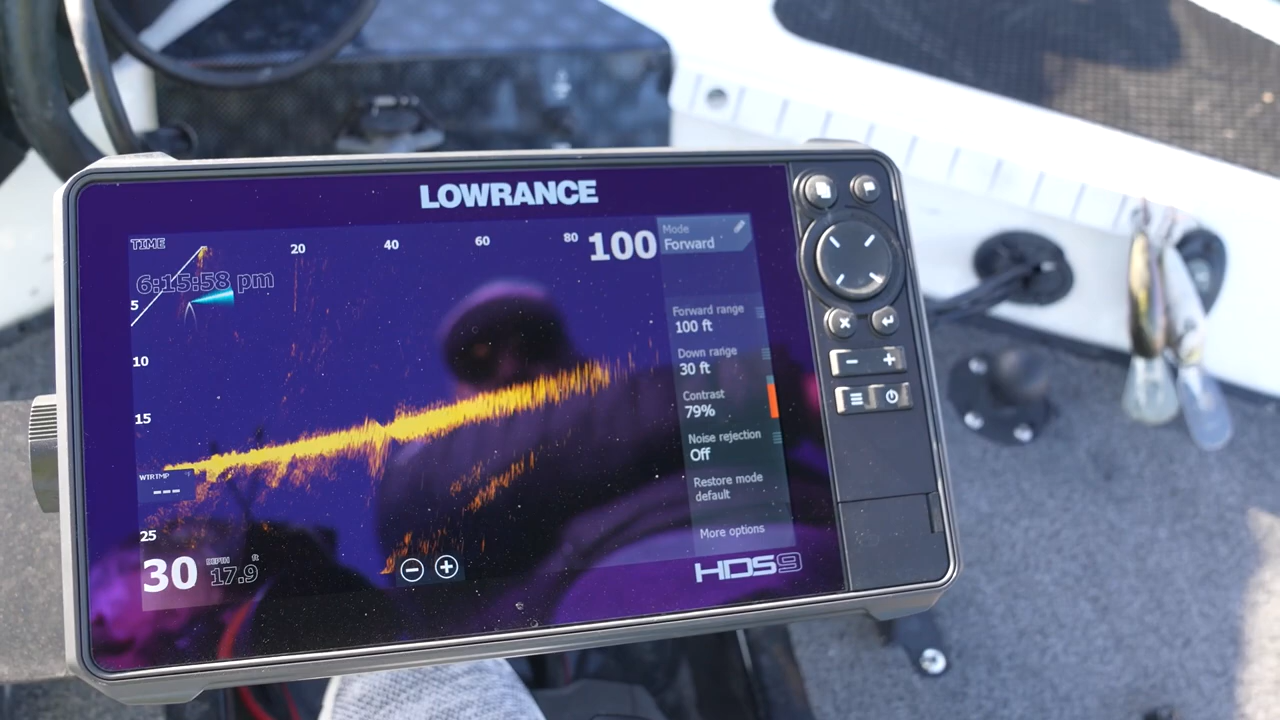 LOWRANCE
TIME
6:15:58 pm
20 40 60 80 100
5
10
15
WTRTMP
---
25
30
DEPTH ft
17.9
Mode
Forward
Forward range
100 ft
Down range
30 ft
Contrast
79%
Noise rejection
Off
Restore mode
default
More options
HDS9